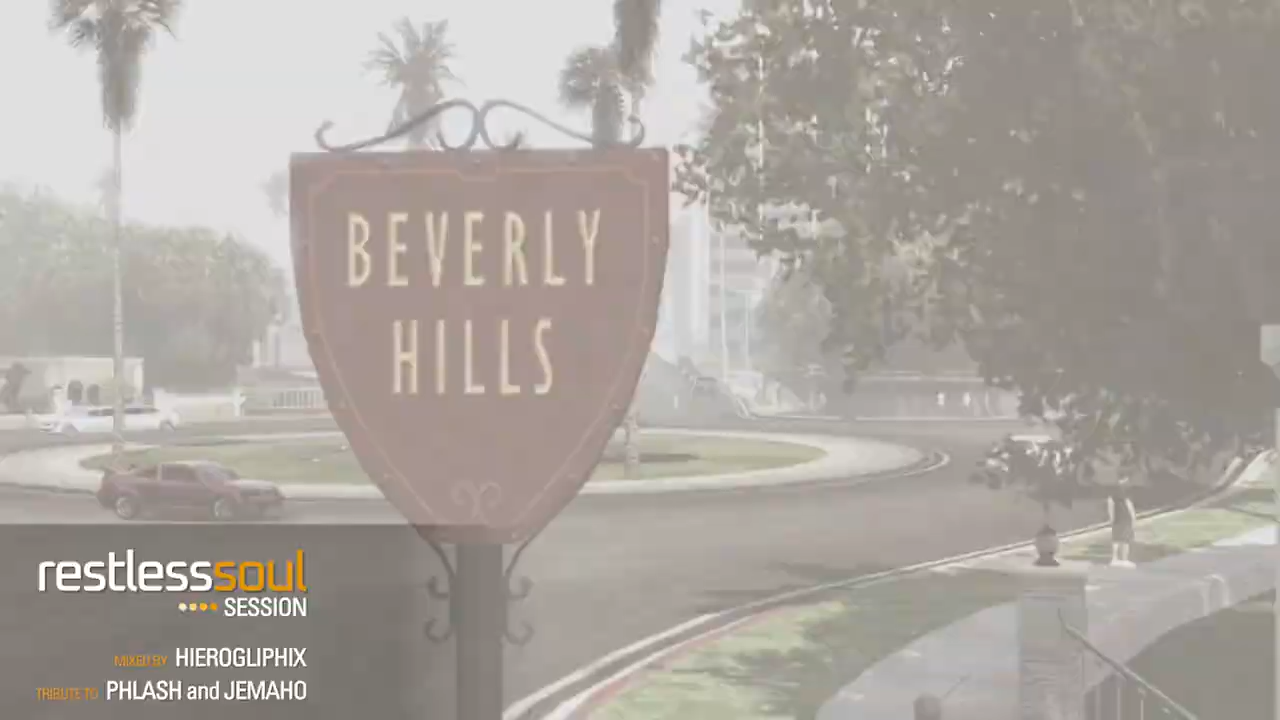 BEVERLY
HILLS
restlesssoul
SESSION
MIXED BY HIEROGLIPHIX
TRIBUTE TO PHLASH and JEMAHO